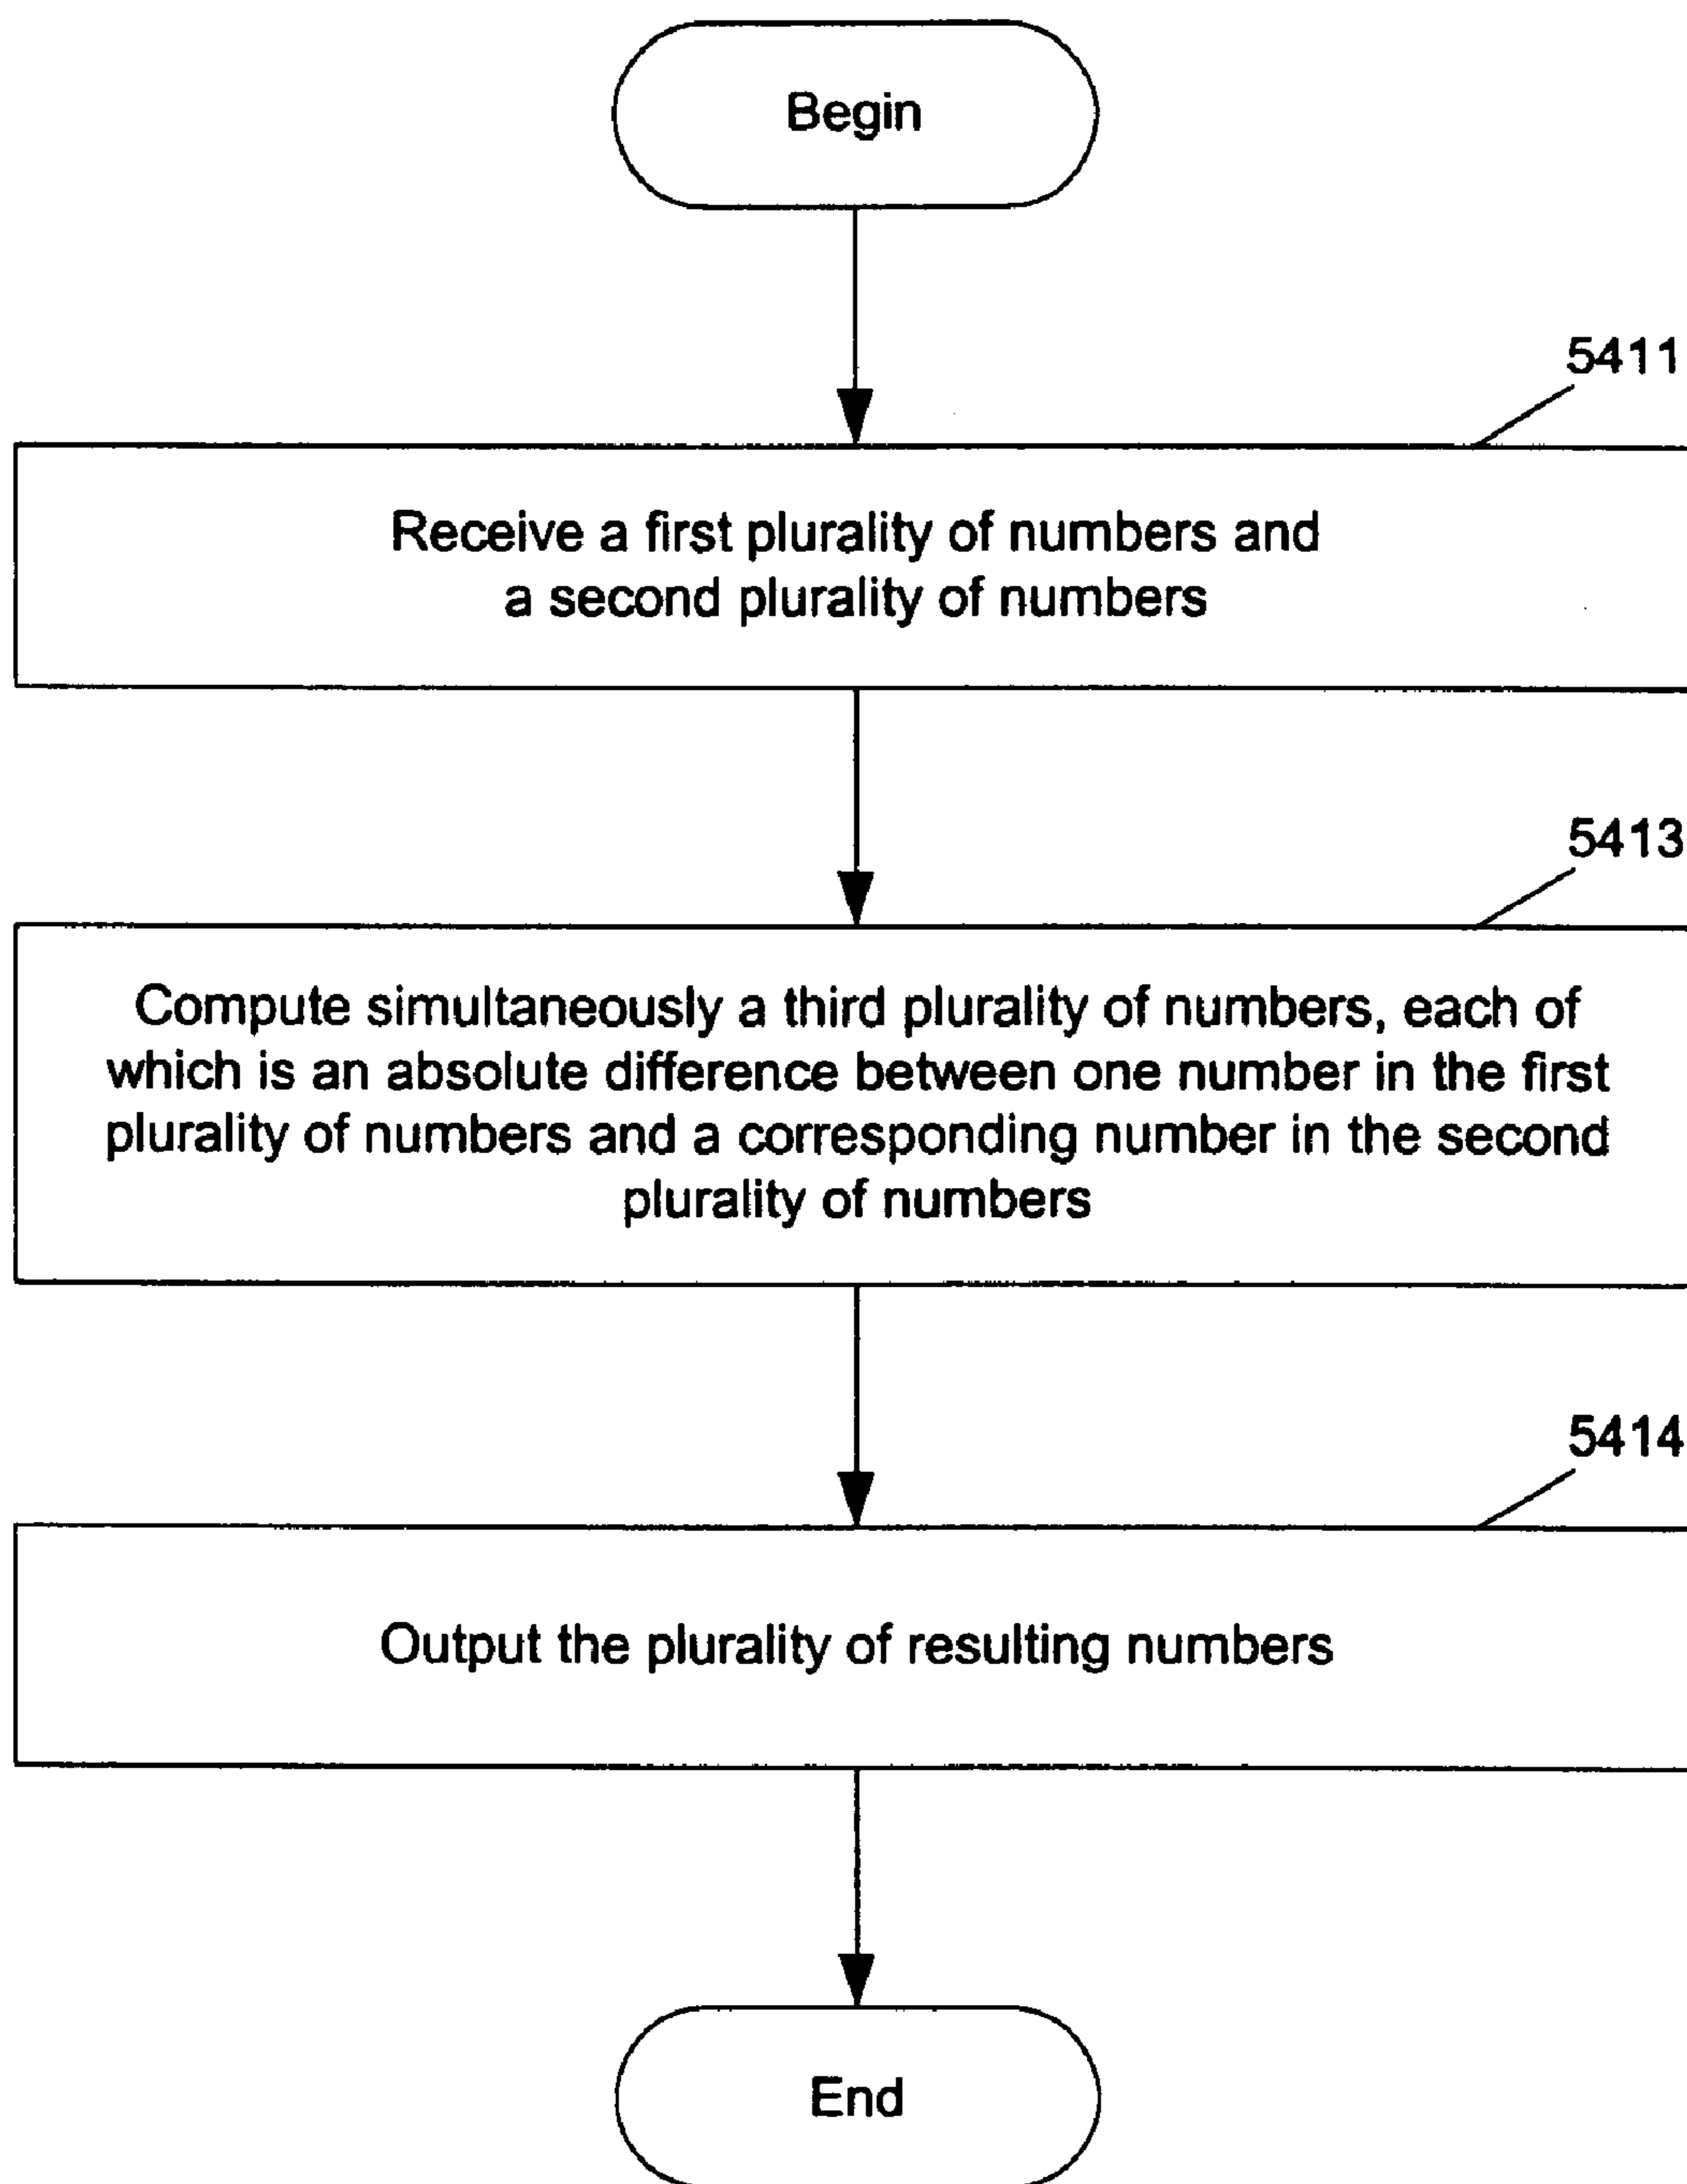 Begin
5411
Receive a first plurality of numbers and
a second plurality of numbers
5413
Compute simultaneously a third plurality of numbers, each of
which is an absolute difference between one number in the first
plurality of numbers and a corresponding number in the second
plurality of numbers
5414
Output the plurality of resulting numbers
End